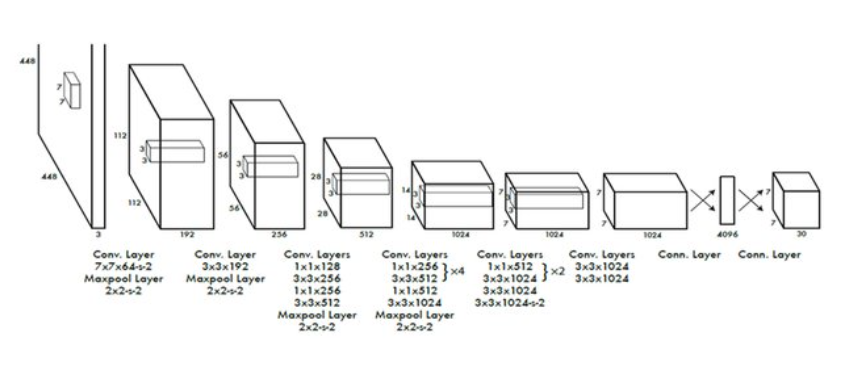 448
448
7
7
3
112
112
3
3
192
56
56
3
3
256
28
28
3
3
512
14
14
3
3
1024
7
7
3
3
1024
7
7
1024
4096
7
7
30
Conv. Layer
7x7x64-s-2
Maxpool Layer
2x2-s-2
Conv. Layer
3x3x192
Maxpool Layer
2x2-s-2
Conv. Layers
1x1x128
3x3x256
1x1x256
3x3x512
Maxpool Layer
2x2-s-2
Conv. Layers
1x1x256
3x3x512 }x4
1x1x512
3x3x1024
Maxpool Layer
2x2-s-2
Conv. Layers
1x1x512
3x3x1024 }x2
3x3x1024
3x3x1024-s-2
Conv. Layers
3x3x1024
3x3x1024
Conn. Layer
Conn. Layer